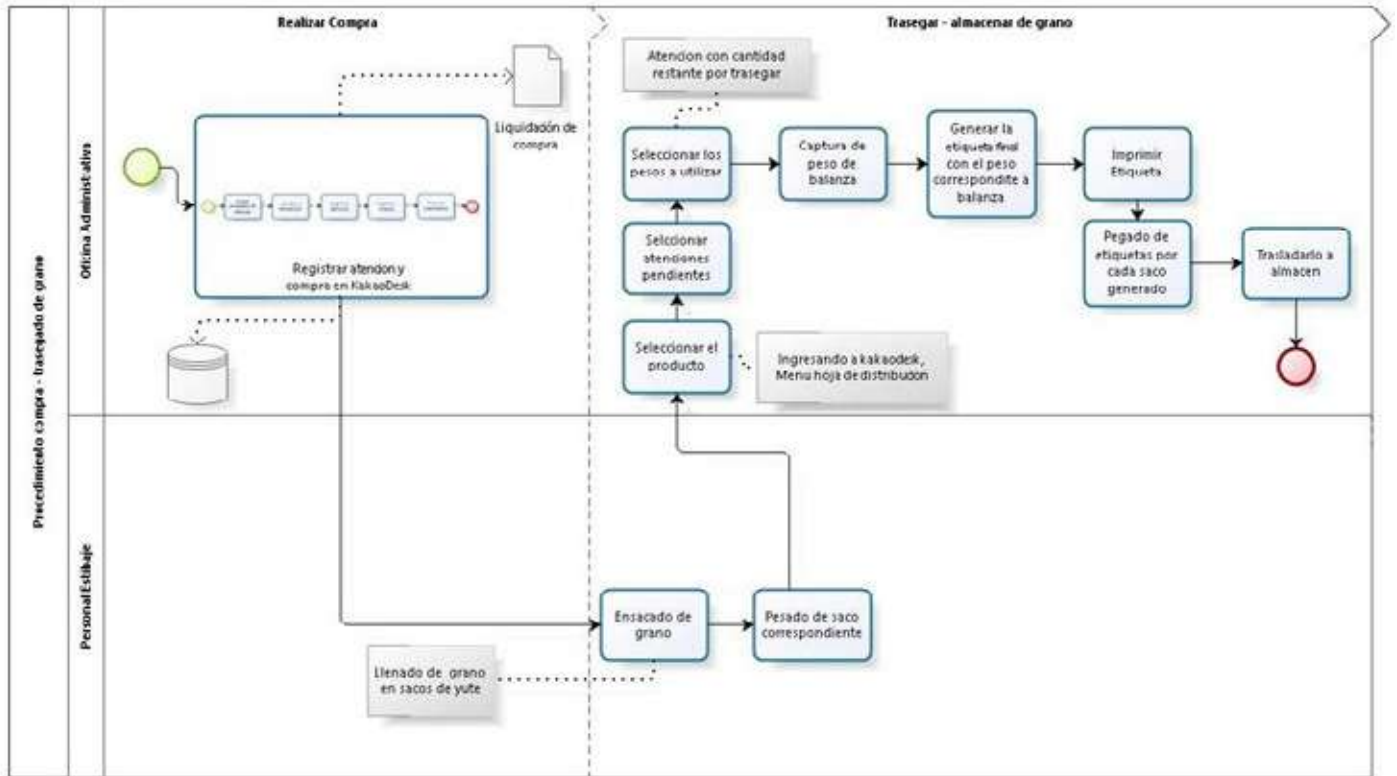 Realizar Compra
Trasegar - almacenar de grano
Procedimiento compra - trasegado de grano
Oficina Administrativa
Personal Estibaje
Liquidación de
compra
Registrar atencion y
compra en KakaoDesk
Atencion con cantidad
restante por trasegar
Seleccionar los
pesos a utilizar
Captura de
peso de
balanza
Generar la
etiqueta final
con el peso
correspondite a
balanza
Imprimir
Etiqueta
Selccionar
atenciones
pendientes
Pegado de
etiquetas por
cada saco
generado
Trasladarlo a
almacen
Seleccionar el
producto
Ingresando a kakaodesk,
Menu hoja de distribucion
Ensacado de
grano
Pesado de saco
correspondiente
Llenado de grano
en sacos de yute